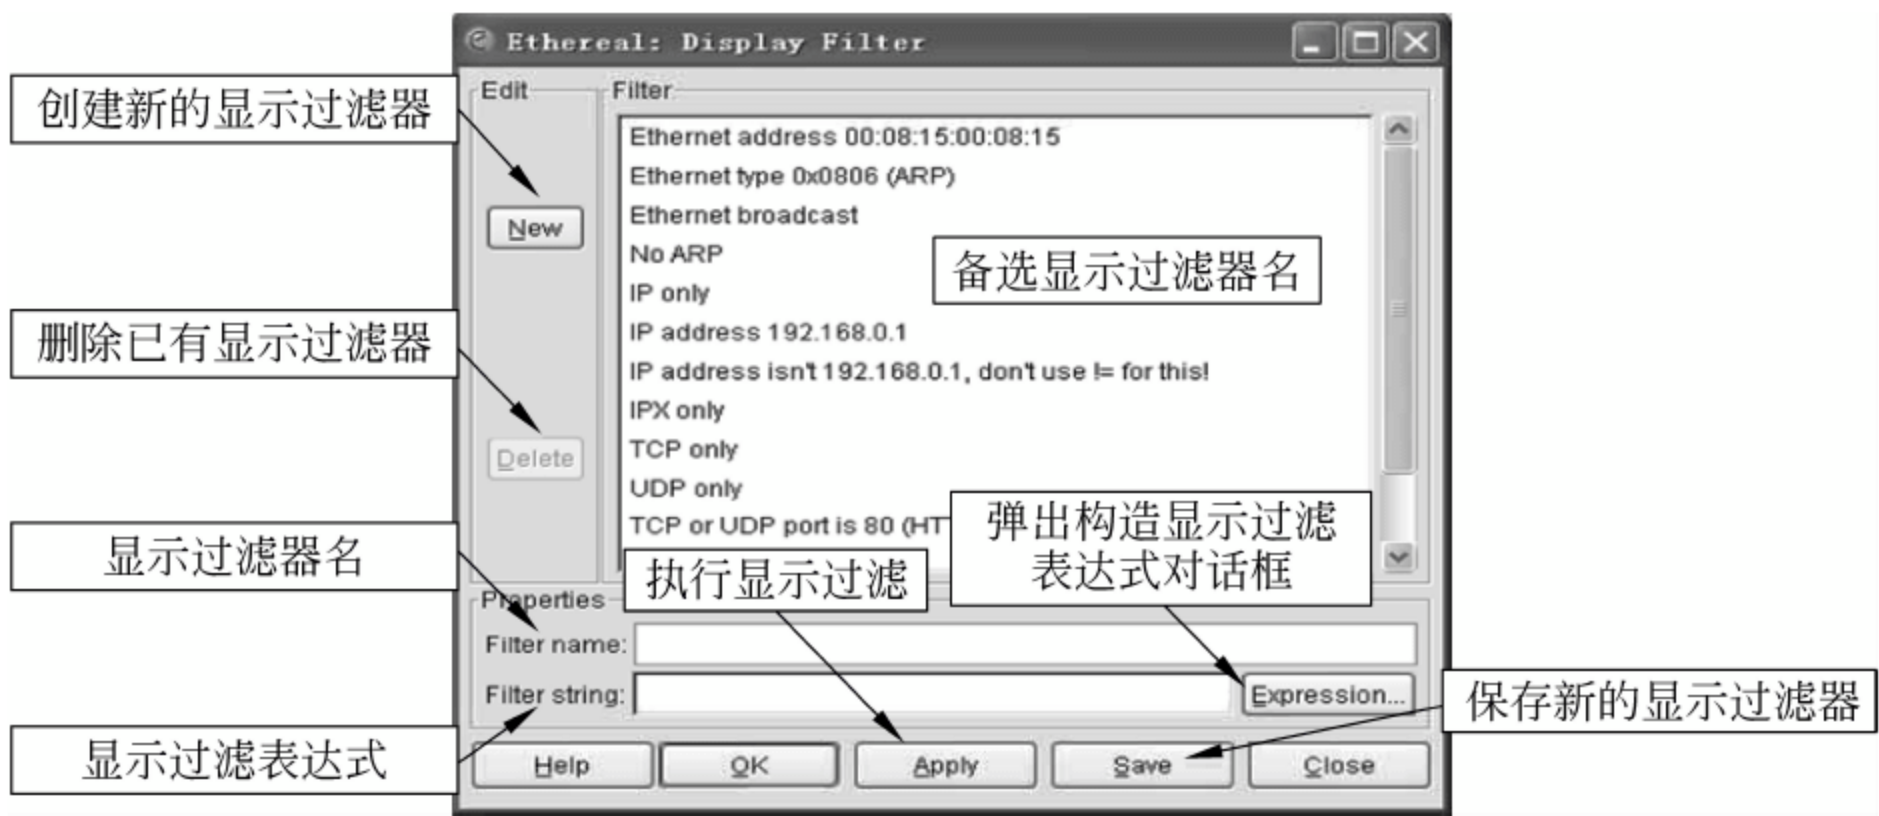 Ethereal: Display Filter
创建新的显示过滤器
Edit
Filter
Ethernet address 00:08:15:00:08:15
Ethernet type 0x0806 (ARP)
Ethernet broadcast
New
No ARP
备选显示过滤器名
IP only
删除已有显示过滤器
IP address 192.168.0.1
IP address isn't 192.168.0.1, don't use != for this!
IPX only
TCP only
Delete
UDP only
TCP or UDP port is 80 (HT
弹出构造显示过滤
表达式对话框
显示过滤器名
执行显示过滤
Properties
Filter name:
Filter string:
Expression...
保存新的显示过滤器
显示过滤表达式
Help
OK
Apply
Save
Close